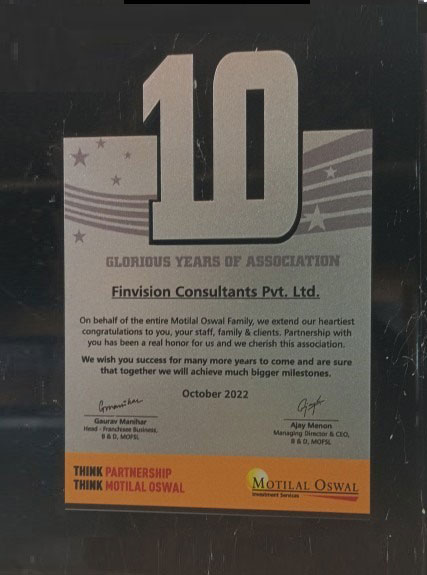 10
GLORIOUS YEARS OF ASSOCIATION
Finvision Consultants Pvt. Ltd.
On behalf of the entire Motilal Oswal Family, we extend our heartiest
congratulations to you, your staff, family & clients. Partnership with
you has been a real honor for us and we cherish this association.
We wish you success for many more years to come and are sure
that together we will achieve much bigger milestones.
October 2022
Gaurav Manihar
Head - Franchisee Business,
B & D, MOFSL
Ajay Menon
Managing Director & CEO,
B & D, MOFSL
THINK PARTNERSHIP
THINK MOTILAL OSWAL
MOTILAL OSWAL
Investment Services